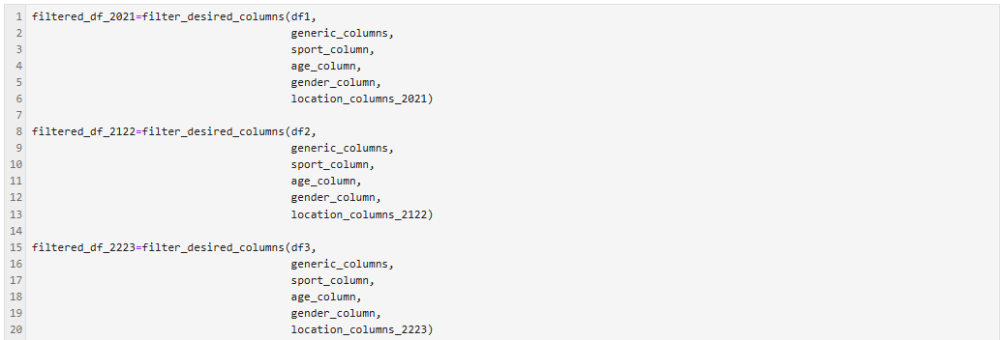 1 filtered_df_2021=filter_desired_columns(df1,
2 generic_columns,
3 sport_column,
4 age_column,
5 gender_column,
6 location_columns_2021)
7
8 filtered_df_2122=filter_desired_columns(df2,
9 generic_columns,
10 sport_column,
11 age_column,
12 gender_column,
13 location_columns_2122)
14
15 filtered_df_2223=filter_desired_columns(df3,
16 generic_columns,
17 sport_column,
18 age_column,
19 gender_column,
20 location_columns_2223)